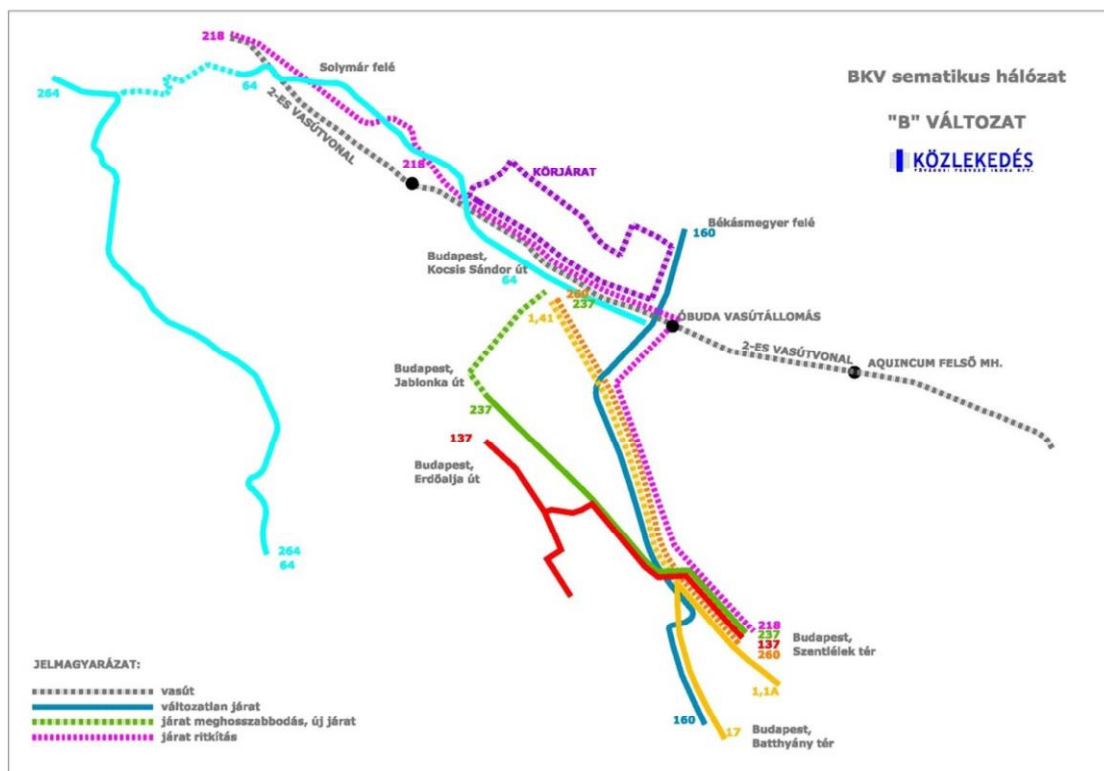 218
Solymár felé
264
64
2-ES VASÚTVONAL
218
BKV sematikus hálózat
"B" VÁLTOZAT
KÖZLEKEDÉS
KÖRJÁRAT
Békásmegyer felé
160
Budapest,
Kocsis Sándor út
64
260
237
1,41
ÓBUDA VASÚTÁLLOMÁS
2-ES VASÚTVONAL
AQUINCUM FELSŐ MH.
Budapest,
Jablonka út
237
137
Budapest,
Erdőalja út
264
64
218
237
137
260
Budapest,
Szentlélek tér
1,1A
160
17
Budapest,
Batthyány tér
JELMAGYARÁZAT:
vasút
változatlan járat
járat meghosszabbodás, új járat
járat ritkítás